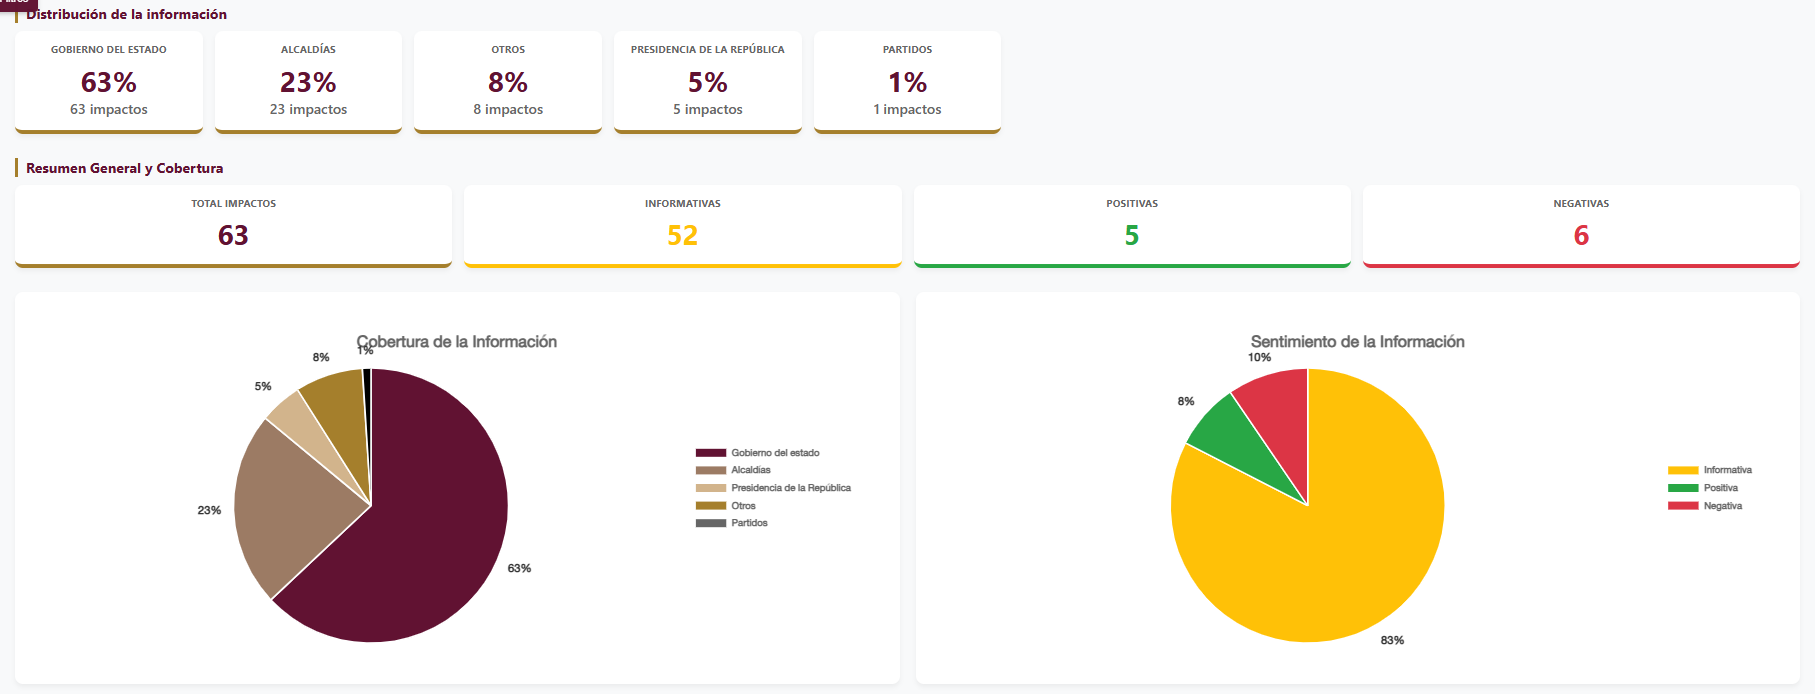 Distribución de la información
GOBIERNO DEL ESTADO
63%
63 impactos
ALCALDÍAS
23%
23 impactos
OTROS
8%
8 impactos
PRESIDENCIA DE LA REPÚBLICA
5%
5 impactos
PARTIDOS
1%
1 impactos
Resumen General y Cobertura
TOTAL IMPACTOS
63
INFORMATIVAS
52
POSITIVAS
5
NEGATIVAS
6
Cobertura de la Información
1%
8%
5%
23%
63%
Gobierno del estado
Alcaldías
Presidencia de la República
Otros
Partidos
Sentimiento de la Información
10%
8%
83%
Informativa
Positiva
Negativa